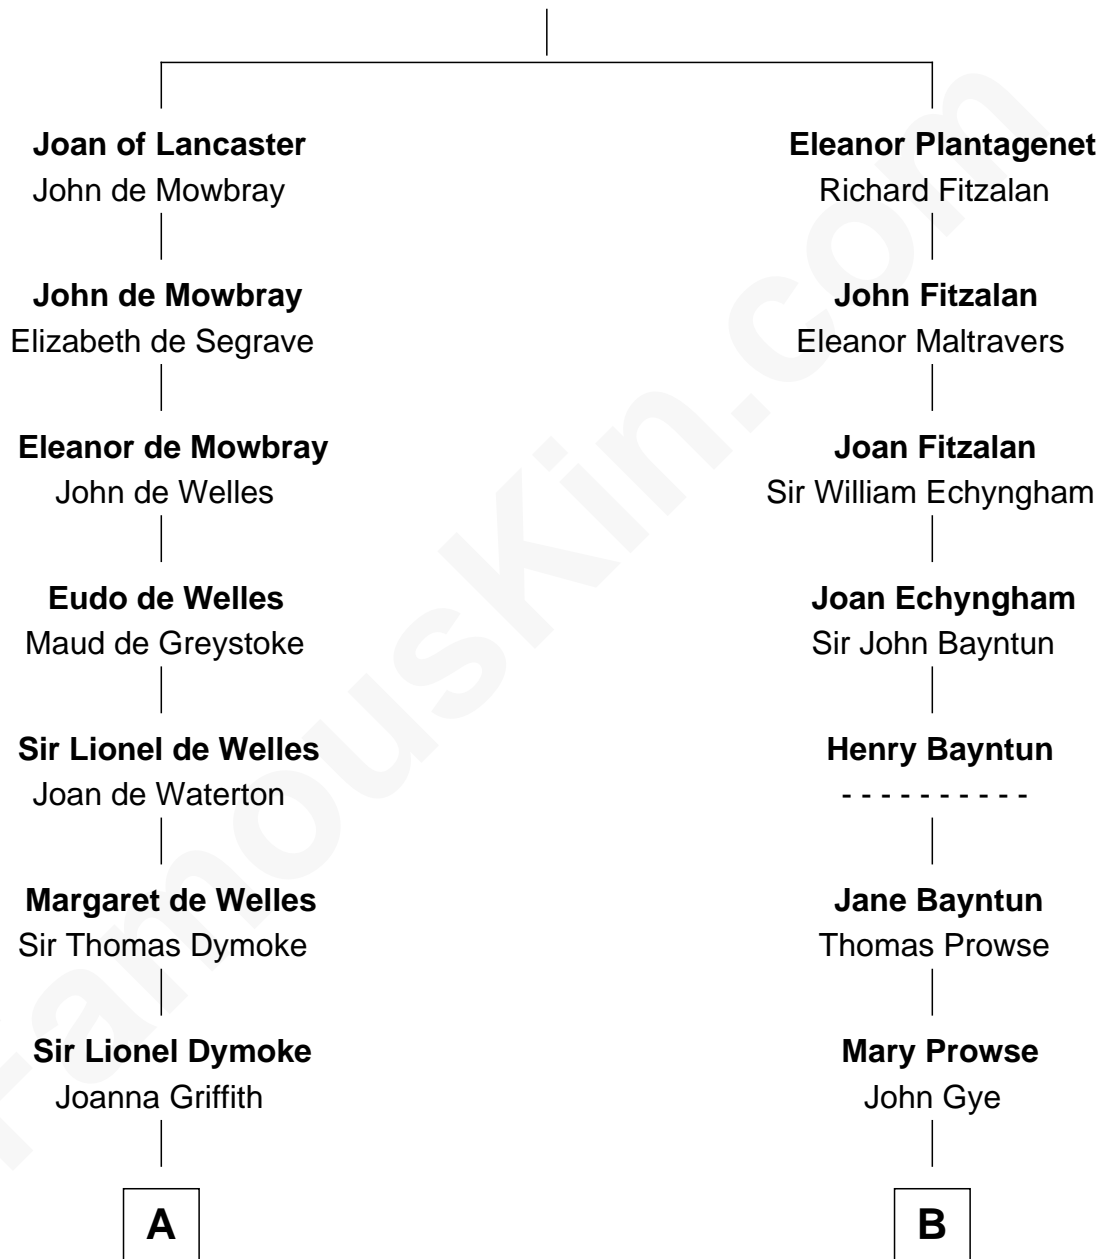 Joan of Lancaster
John de Mowbray
John de Mowbray
Elizabeth de Segrave
Eleanor de Mowbray
John de Welles
Eudo de Welles
Maud de Greystoke
Sir Lionel de Welles
Joan de Waterton
Margaret de Welles
Sir Thomas Dymoke
Sir Lionel Dymoke
Joanna Griffith
A
Eleanor Plantagenet
Richard Fitzalan
John Fitzalan
Eleanor Maltravers
Joan Fitzalan
Sir William Echyngham
Joan Echyngham
Sir John Bayntun
Henry Bayntun
- - - - - - - - - -
Jane Bayntun
Thomas Prowse
Mary Prowse
John Gye
B
FamousKin.com